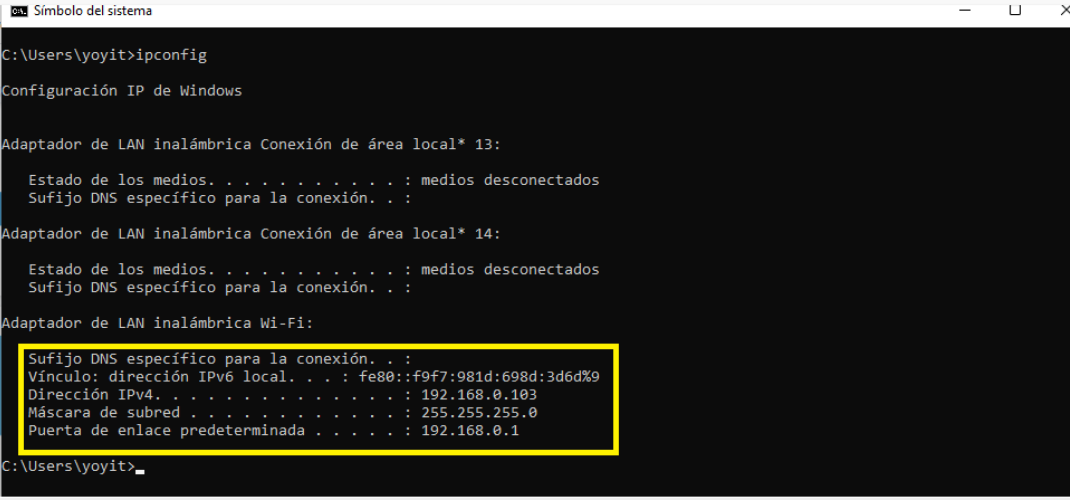 Símbolo del sistema
C:\Users\yoyit>ipconfig
Configuración IP de Windows
Adaptador de LAN inalámbrica Conexión de área local* 13:
Estado de los medios. . . . . . . . . . . : medios desconectados
Sufijo DNS específico para la conexión. . :
Adaptador de LAN inalámbrica Conexión de área local* 14:
Estado de los medios. . . . . . . . . . . : medios desconectados
Sufijo DNS específico para la conexión. . :
Adaptador de LAN inalámbrica Wi-Fi:
Sufijo DNS específico para la conexión. . :
Vínculo: dirección IPv6 local. . . : fe80::f9f7:981d:698d:3d6d%9
Dirección IPv4. . . . . . . . . . . . . . : 192.168.0.103
Máscara de subred . . . . . . . . . . . . : 255.255.255.0
Puerta de enlace predeterminada . . . . . : 192.168.0.1
C:\Users\yoyit>